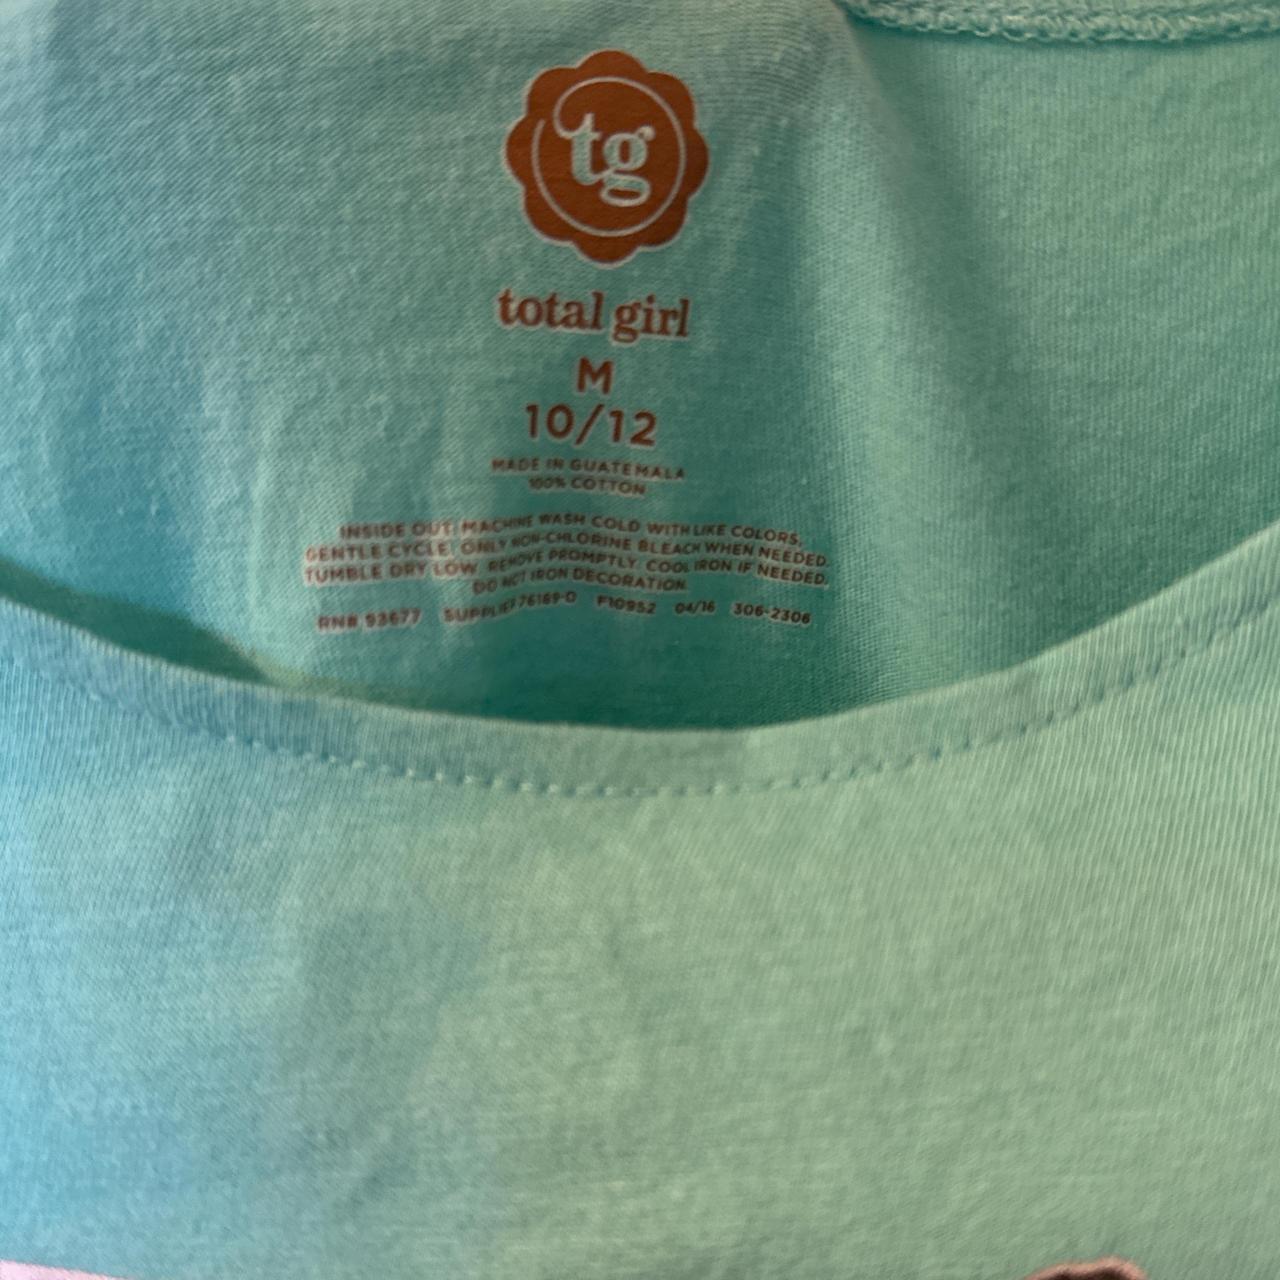 tg
total girl
M
10/12
MADE IN GUATEMALA
100% COTTON
INSIDE OUT. MACHINE WASH COLD WITH LIKE COLORS,
GENTLE CYCLE. ONLY NON-CHLORINE BLEACH WHEN NEEDED.
TUMBLE DRY LOW. REMOVE PROMPTLY. COOL IRON IF NEEDED.
DO NOT IRON DECORATION.
RN# 93677 SUPPLIER 76189-0 F10952 04/16 306-2306